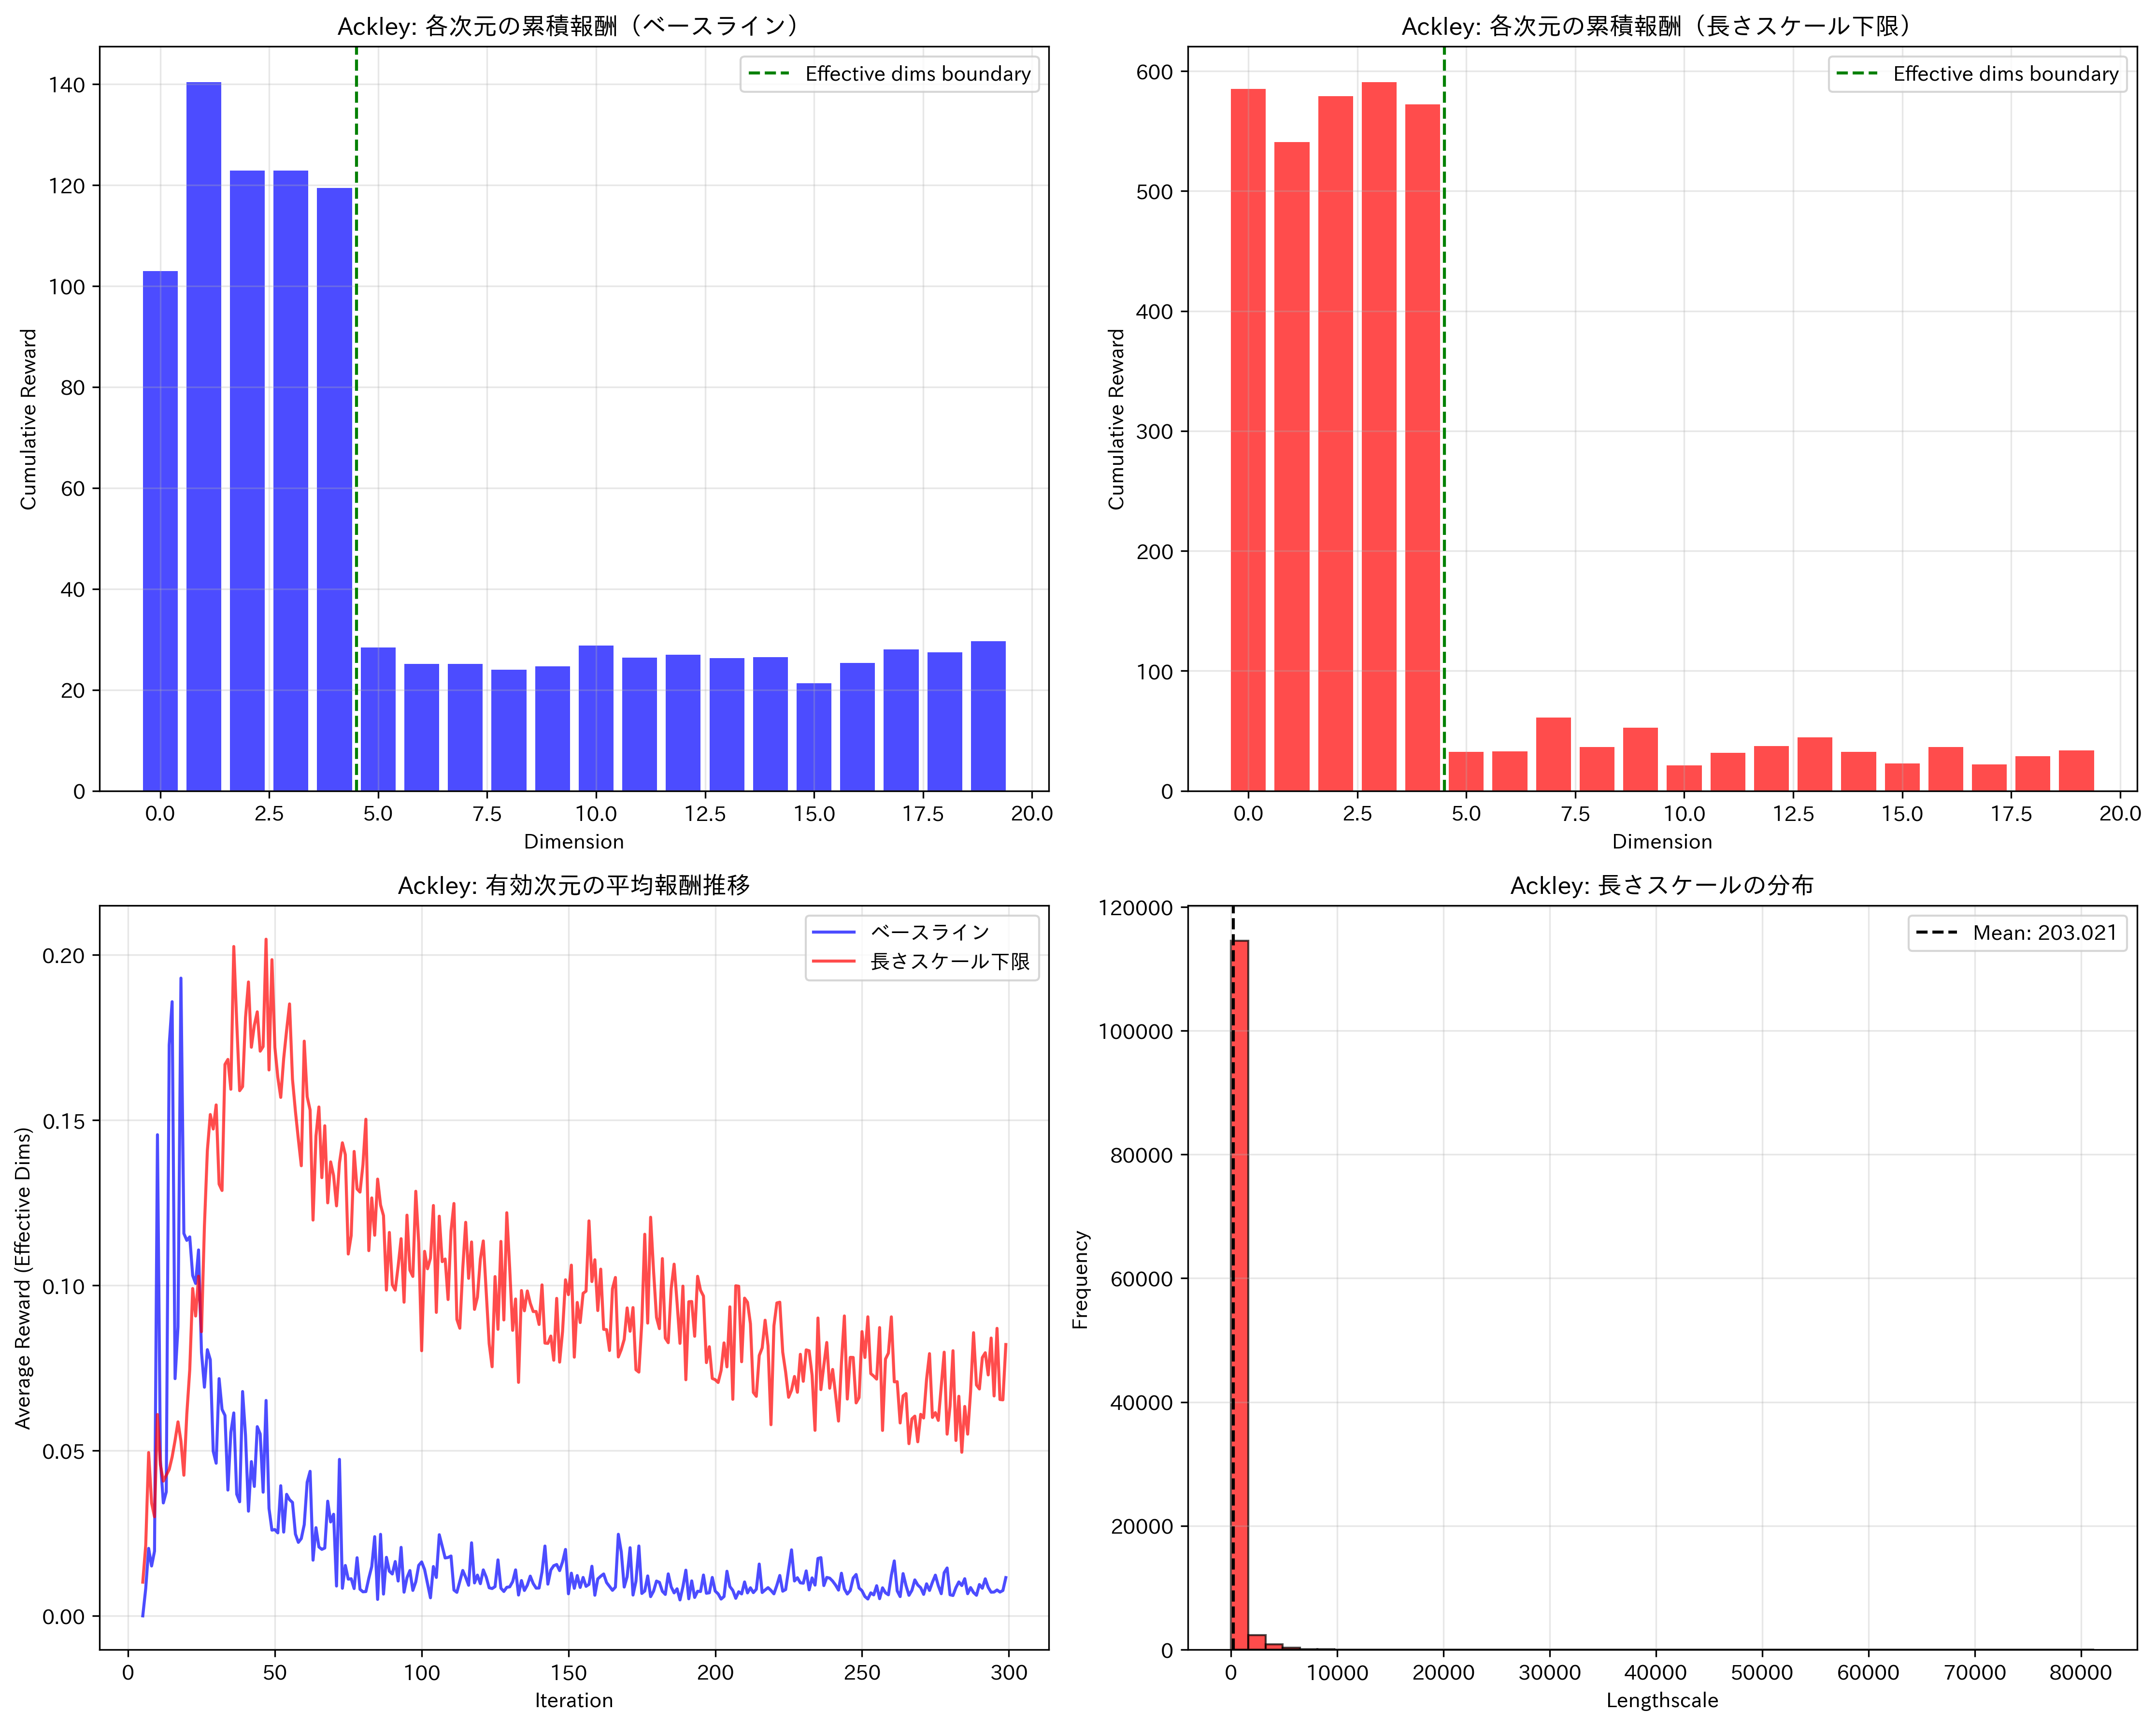 Ackley: 各次元の累積報酬（ベースライン）
140
120
100
80
60
40
20
0
Cumulative Reward
Effective dims boundary
0.0 2.5 5.0 7.5 10.0 12.5 15.0 17.5 20.0
Dimension
Ackley: 各次元の累積報酬（長さスケール下限）
600
500
400
300
200
100
0
Cumulative Reward
Effective dims boundary
0.0 2.5 5.0 7.5 10.0 12.5 15.0 17.5 20.0
Dimension
Ackley: 有効次元の平均報酬推移
0.20
0.15
0.10
0.05
0.00
Average Reward (Effective Dims)
ベースライン
長さスケール下限
0 50 100 150 200 250 300
Iteration
Ackley: 長さスケールの分布
120000
100000
80000
60000
40000
20000
0
Frequency
Mean: 203.021
0 10000 20000 30000 40000 50000 60000 70000 80000
Lengthscale